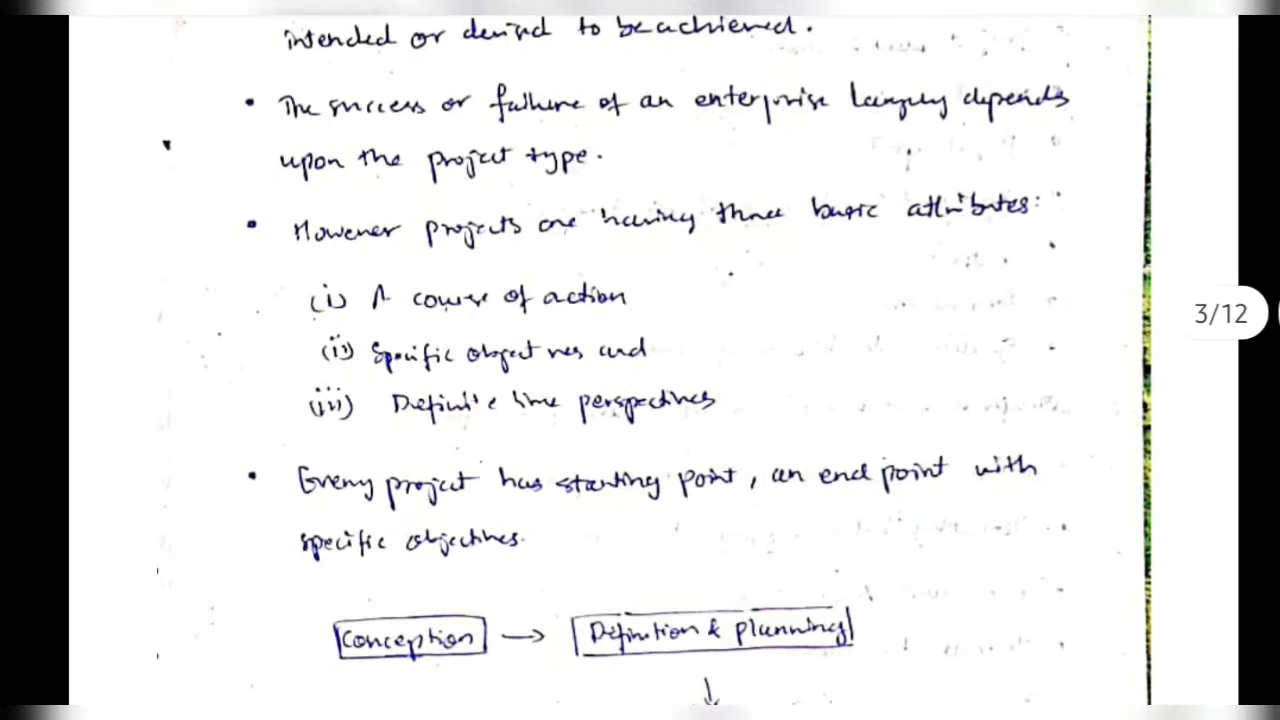 intended or desired to be achieved.
• The success or failure of an enterprise largely depends
upon the project type.
• However projects are having three basic attributes:
(i) A course of action
(ii) Specific objectives and
(iii) Definite time perspectives
• Every project has starting point, an end point with
specific objectives.
Conception → Definition & planning
↓
3/12